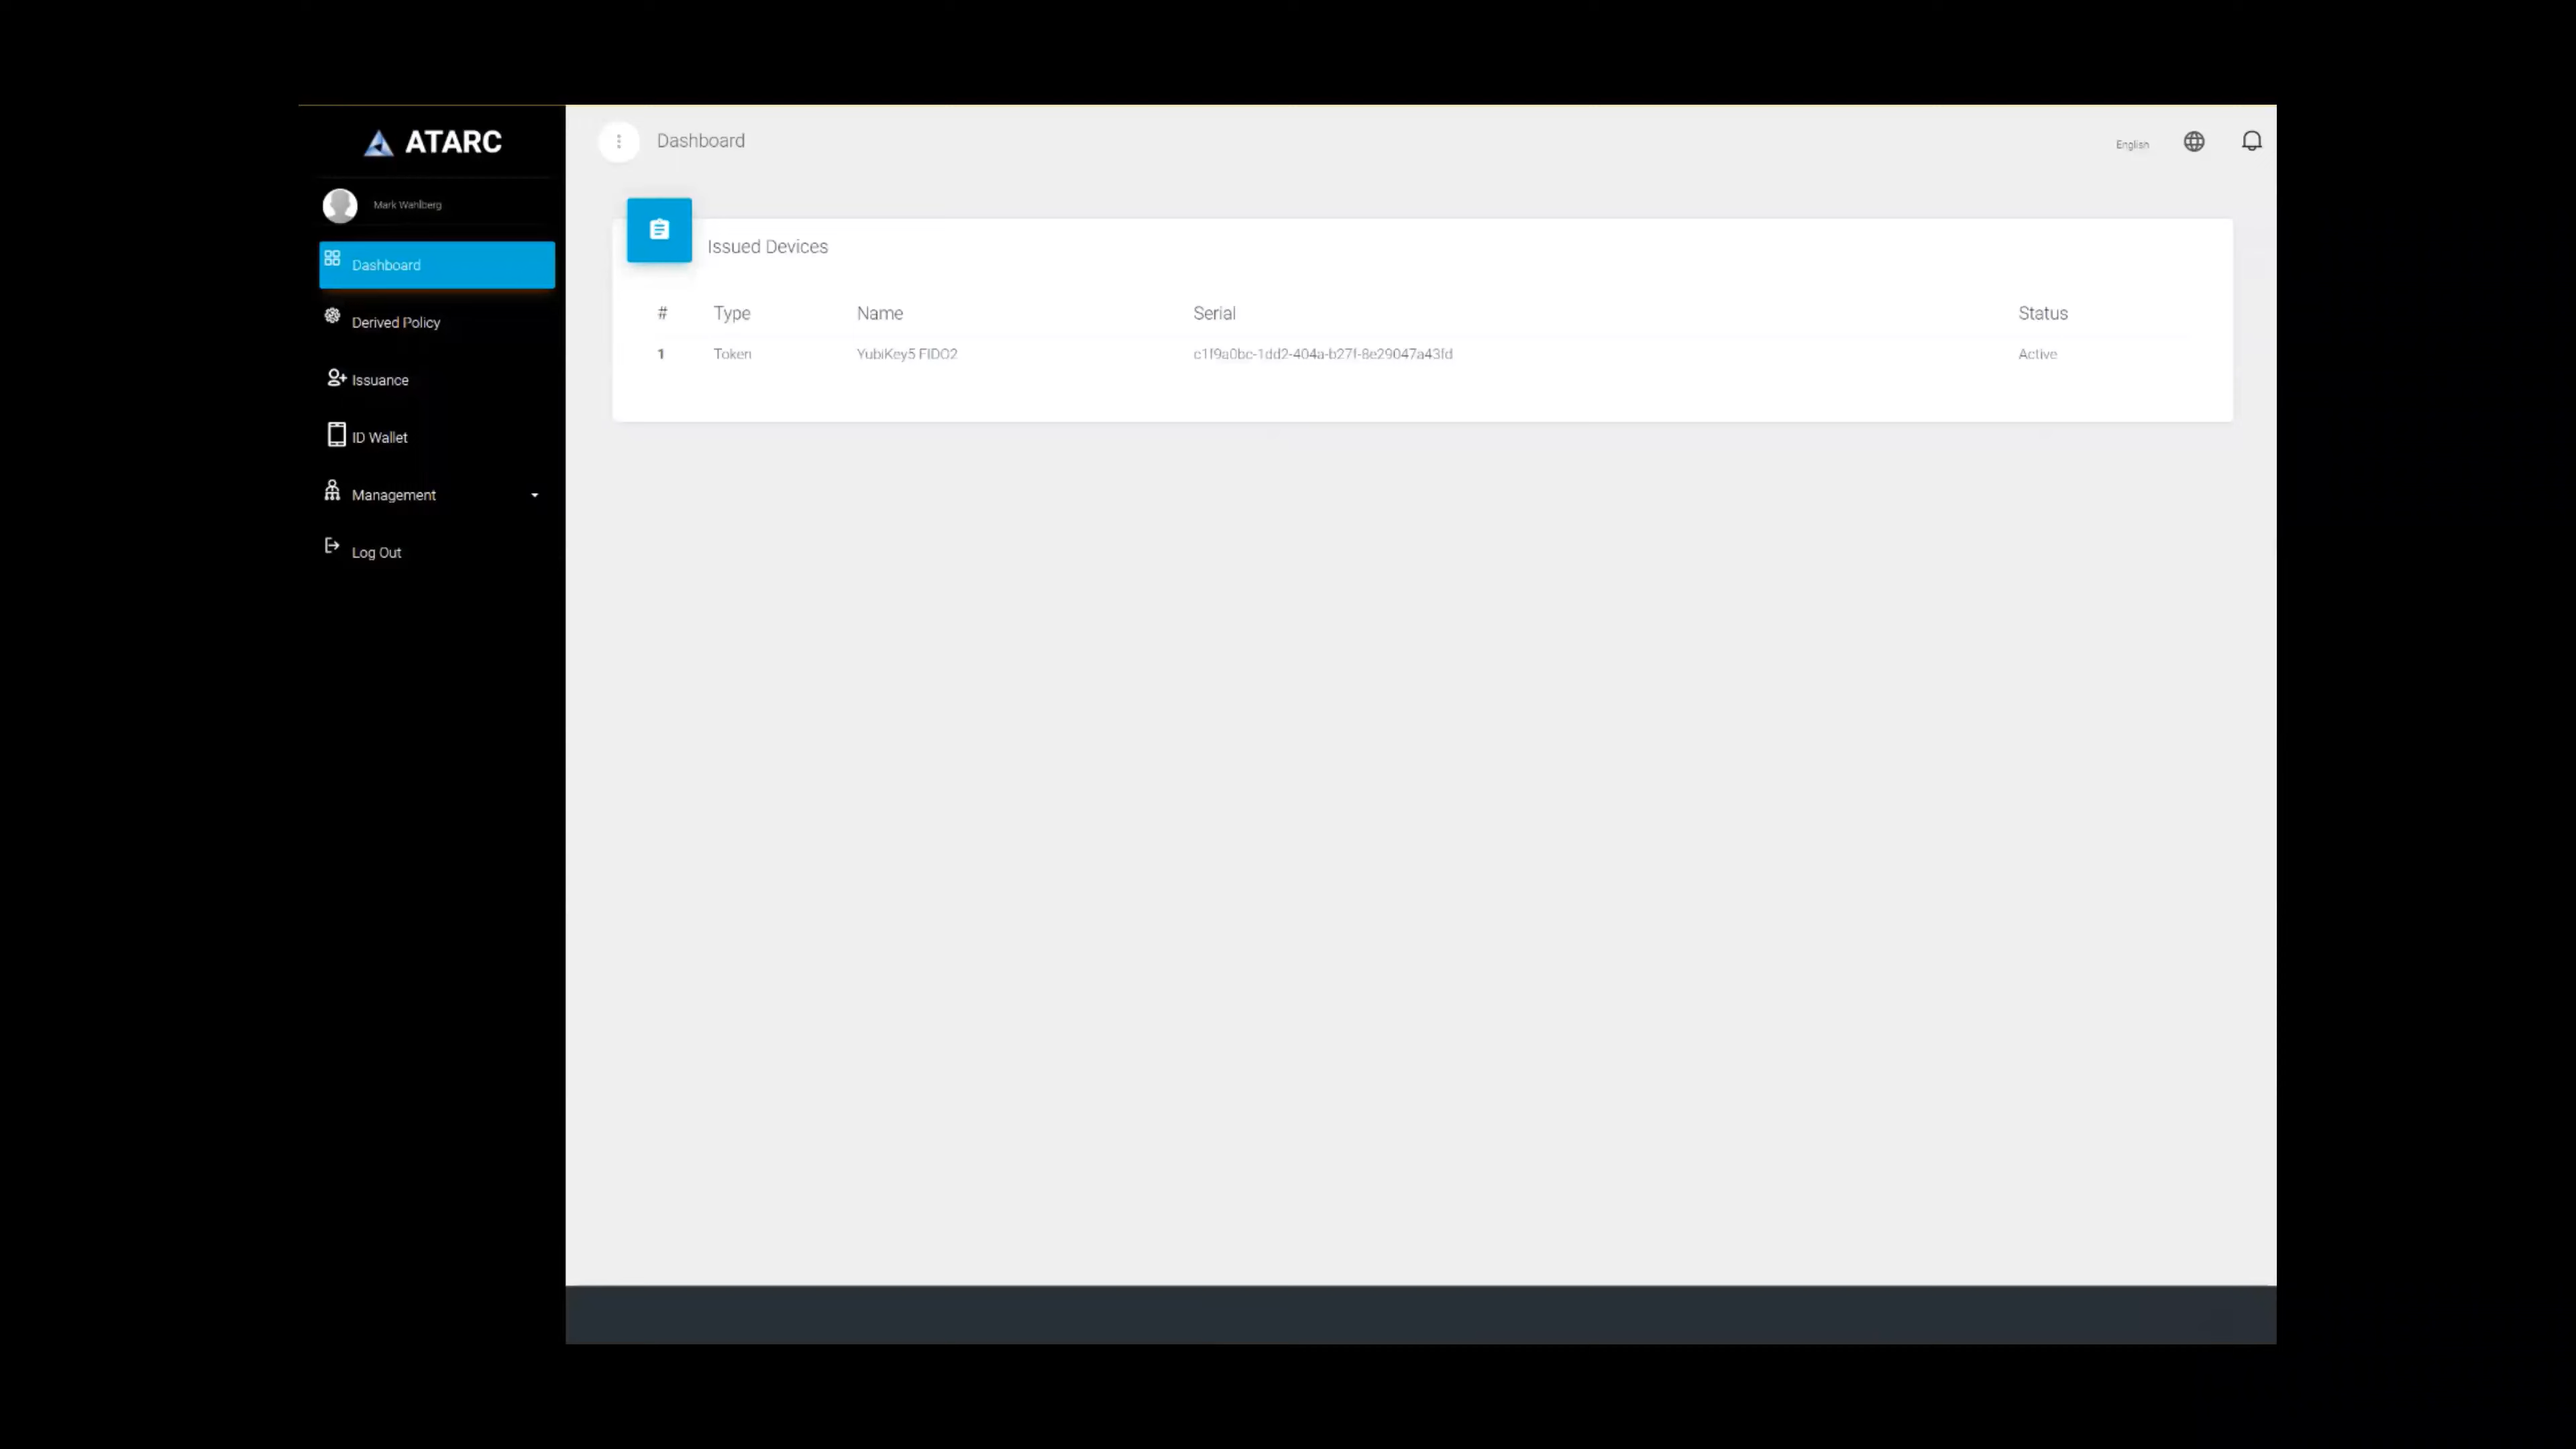 ATARC
Mark Wahlberg
Dashboard
Derived Policy
Issuance
ID Wallet
Management
Log Out
Dashboard
English
Issued Devices
# Type Name Serial Status
1 Token YubiKey5 FIDO2 c1f9a0bc-1dd2-404a-b27f-8e29047a43fd Active